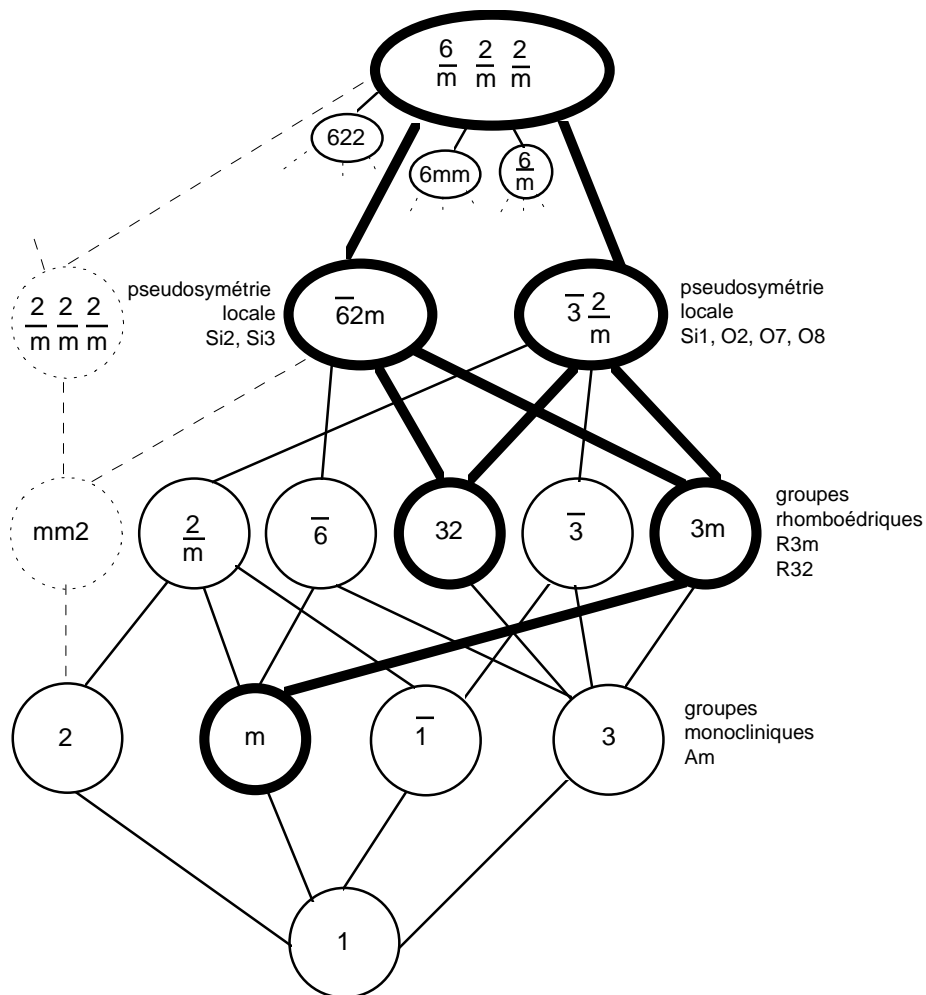 6/m 2/m 2/m
622
6mm
6/m
2/m 2/m 2/m
pseudosymétrie
locale
Si2, Si3
6̅2m
3̅ 2/m
pseudosymétrie
locale
Si1, O2, O7, O8
mm2
2/m
6̅
32
3̅
3m
groupes
rhomboédriques
R3m
R32
2
m
1̅
3
groupes
monocliniques
Am
1